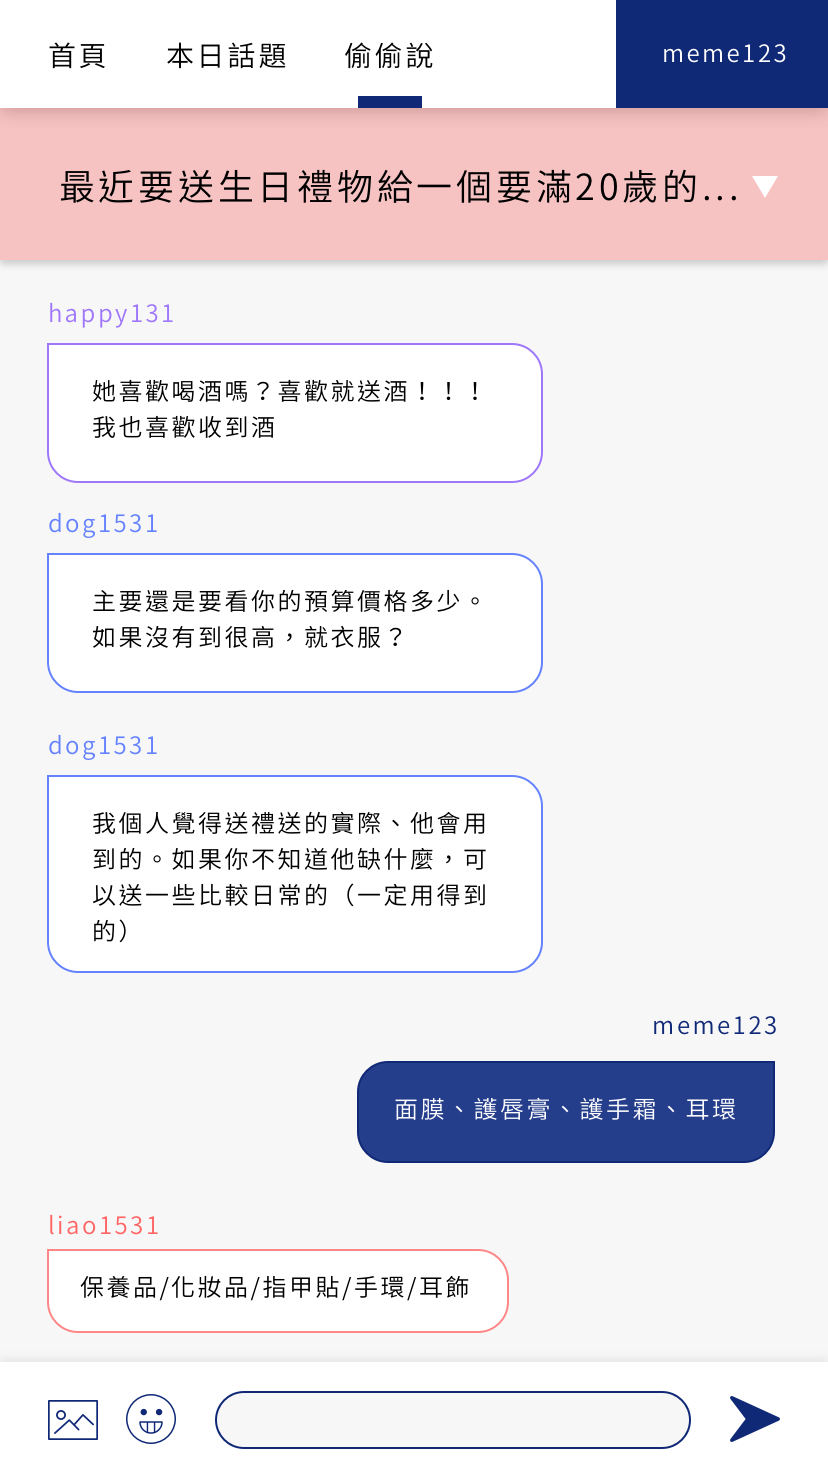 首頁 本日話題 偷偷說 meme123
最近要送生日禮物給一個要滿20歲的...
happy131
她喜歡喝酒嗎？喜歡就送酒！！！
我也喜歡收到酒
dog1531
主要還是要看你的預算價格多少。
如果沒有到很高，就衣服？
dog1531
我個人覺得送禮送的實際、他會用
到的。如果你不知道他缺什麼，可
以送一些比較日常的（一定用得到
的）
meme123
面膜、護唇膏、護手霜、耳環
liao1531
保養品/化妝品/指甲貼/手環/耳飾